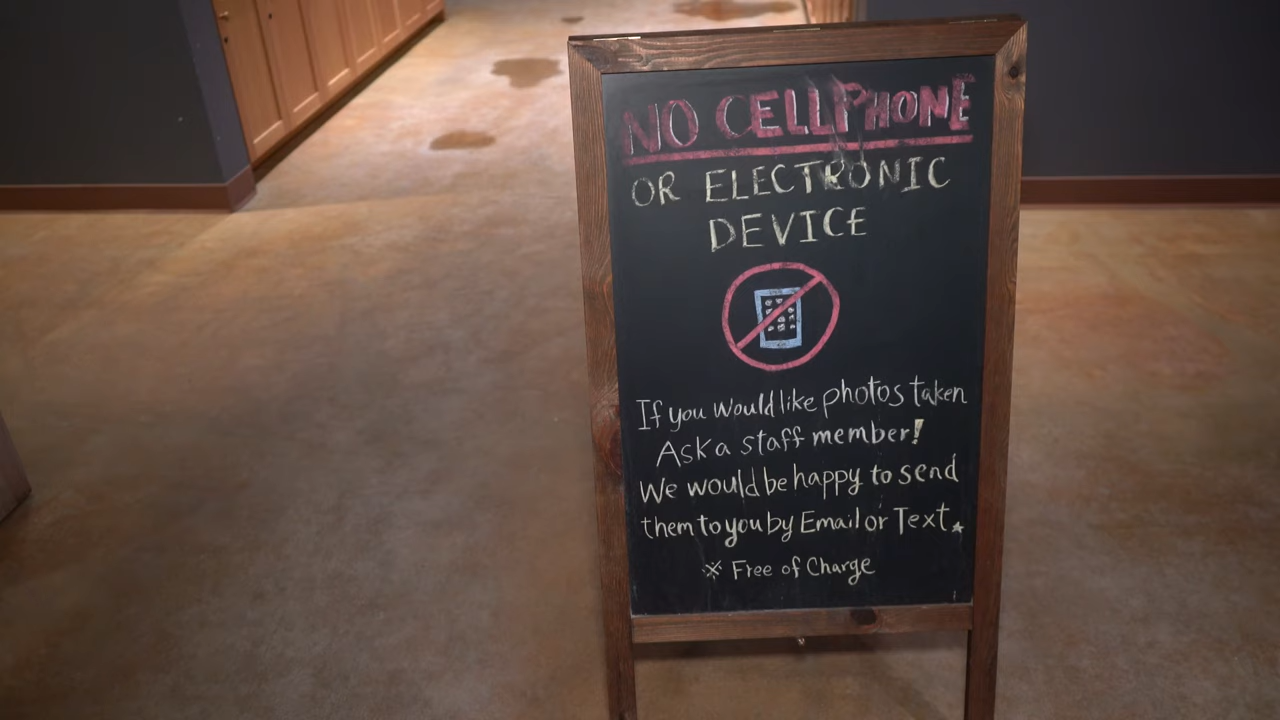 NO CELLPHONE
OR ELECTRONIC
DEVICE
If you would like photos taken
Ask a staff member!
We would be happy to send
them to you by Email or Text.
※ Free of Charge